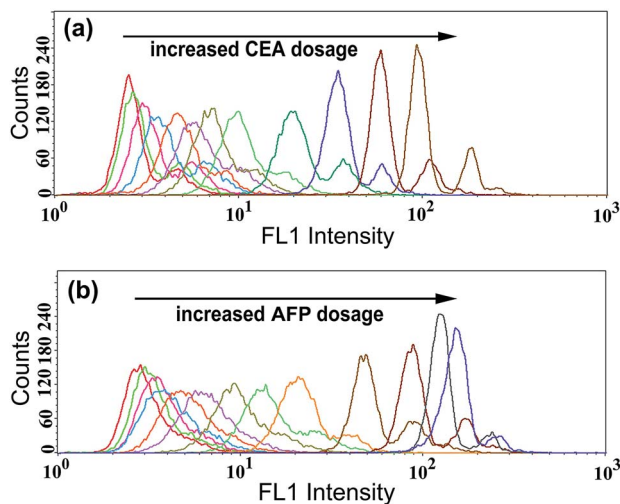 (a)
increased CEA dosage
Counts
240
180
120
60
0
10^0
10^1
10^2
10^3
FL1 Intensity
(b)
increased AFP dosage
Counts
240
180
120
60
0
10^0
10^1
10^2
10^3
FL1 Intensity